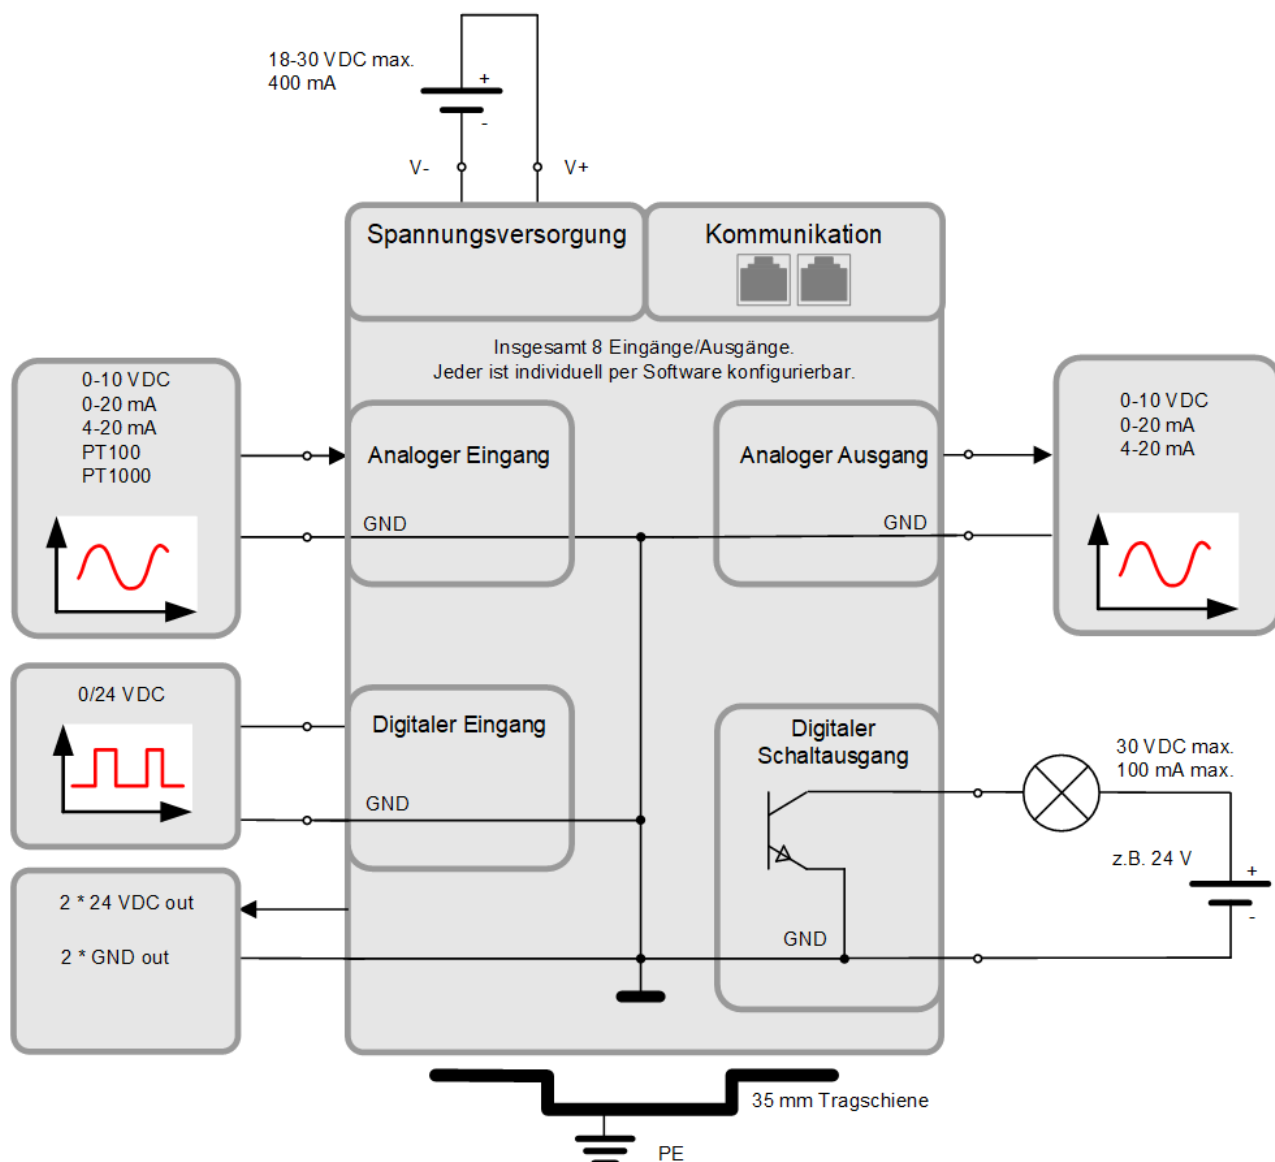 18-30 VDC max.
400 mA
+
-
V-
V+
Spannungsversorgung
Kommunikation
Insgesamt 8 Eingänge/Ausgänge.
Jeder ist individuell per Software konfigurierbar.
0-10 VDC
0-20 mA
4-20 mA
PT100
PT1000
Analoger Eingang
GND
Analoger Ausgang
GND
0-10 VDC
0-20 mA
4-20 mA
0/24 VDC
Digitaler Eingang
GND
Digitaler
Schaltausgang
GND
30 VDC max.
100 mA max.
z.B. 24 V
+
-
2 * 24 VDC out
2 * GND out
35 mm Tragschiene
PE